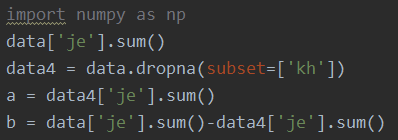 import numpy as np
data['je'].sum()
data4 = data.dropna(subset=['kh'])
a = data4['je'].sum()
b = data['je'].sum()-data4['je'].sum()